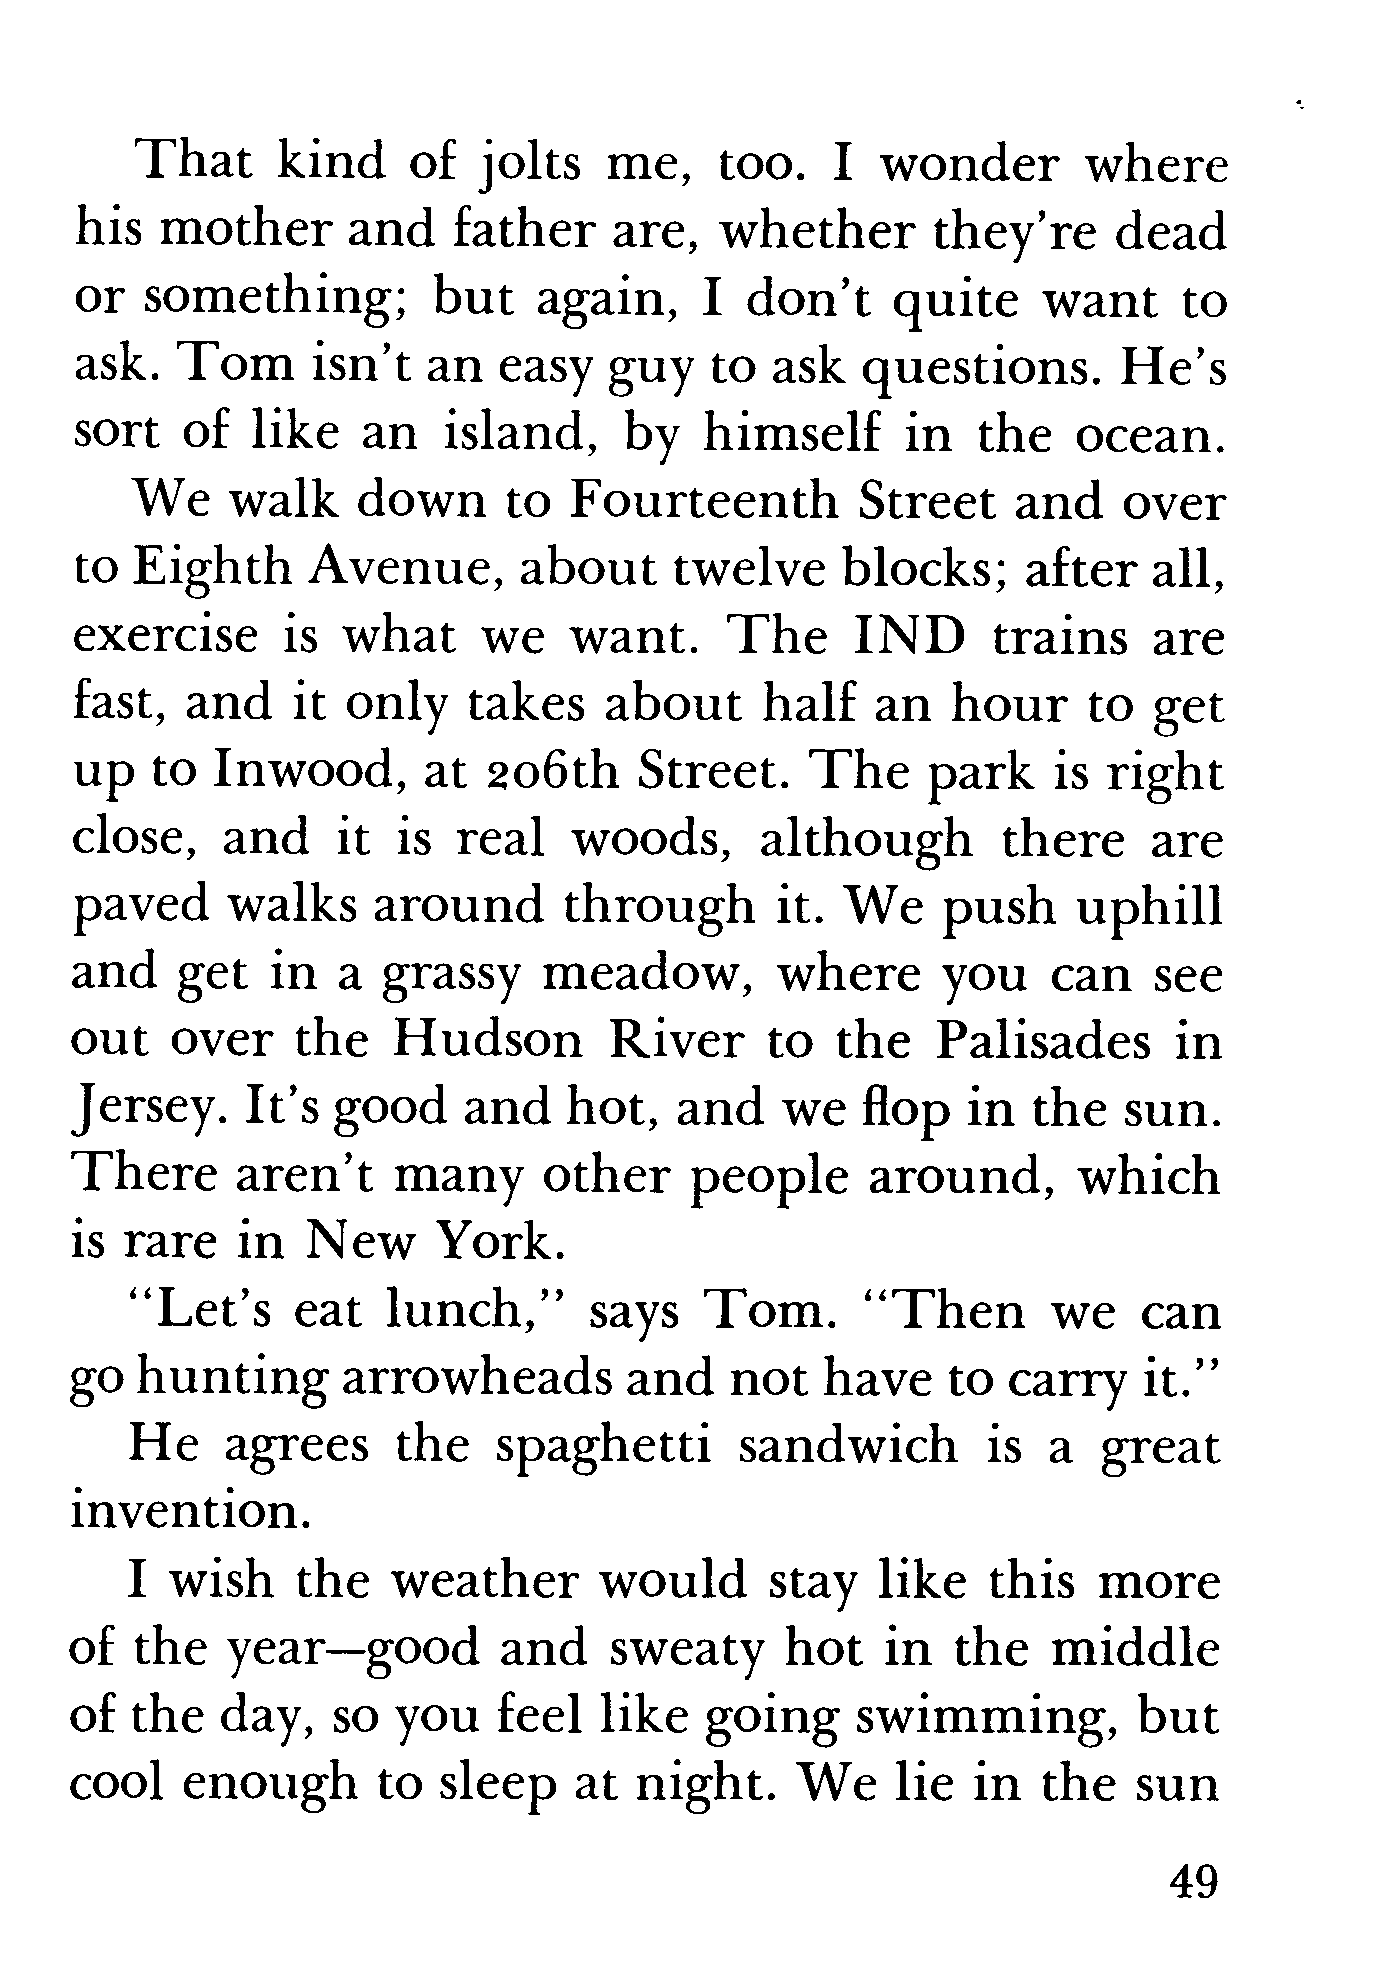 That kind of jolts me, too. I wonder where
his mother and father are, whether they're dead
or something; but again, I don't quite want to
ask. Tom isn't an easy guy to ask questions. He's
sort of like an island, by himself in the ocean.
We walk down to Fourteenth Street and over
to Eighth Avenue, about twelve blocks; after all,
exercise is what we want. The IND trains are
fast, and it only takes about half an hour to get
up to Inwood, at 206th Street. The park is right
close, and it is real woods, although there are
paved walks around through it. We push uphill
and get in a grassy meadow, where you can see
out over the Hudson River to the Palisades in
Jersey. It's good and hot, and we flop in the sun.
There aren't many other people around, which
is rare in New York.
“Let's eat lunch,” says Tom. “Then we can
go hunting arrowheads and not have to carry it.”
He agrees the spaghetti sandwich is a great
invention.
I wish the weather would stay like this more
of the year—good and sweaty hot in the middle
of the day, so you feel like going swimming, but
cool enough to sleep at night. We lie in the sun
49